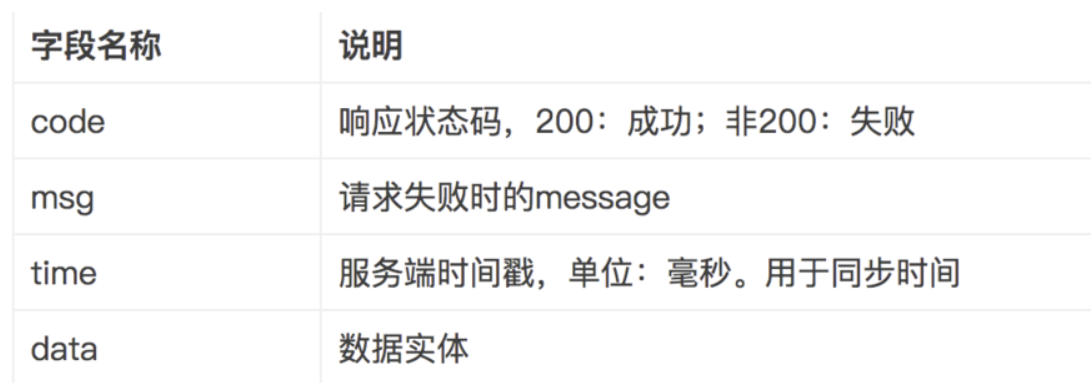 字段名称 说明
code 响应状态码，200：成功；非200：失败
msg 请求失败时的message
time 服务端时间戳，单位：毫秒。用于同步时间
data 数据实体